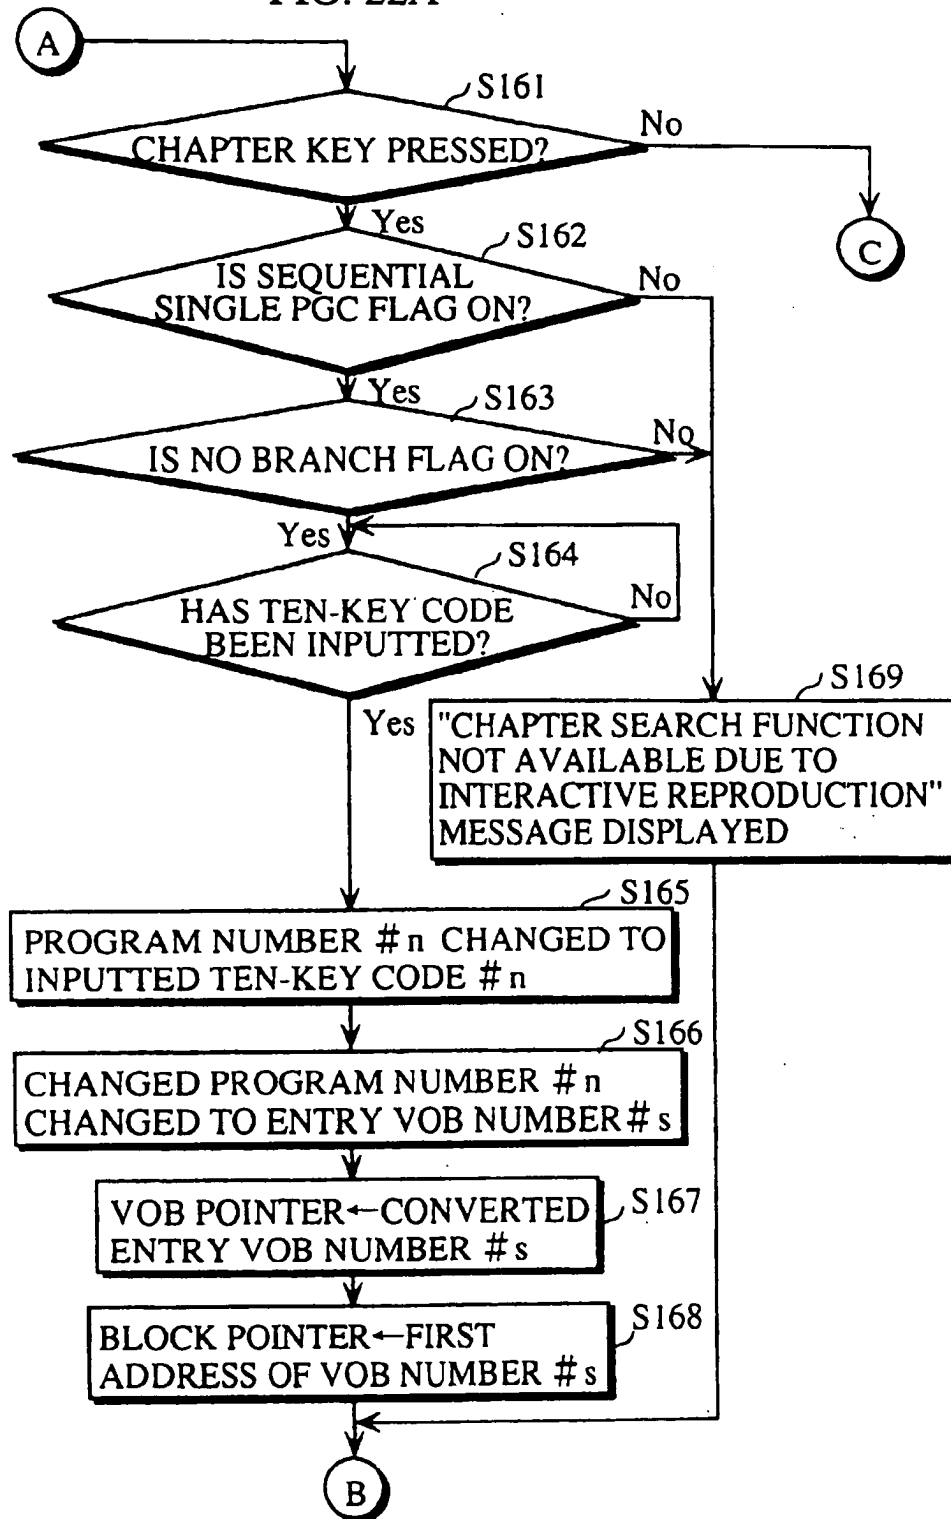 FIG. 22A
A
S161
CHAPTER KEY PRESSED?
No
C
Yes
S162
IS SEQUENTIAL
SINGLE PGC FLAG ON?
No
Yes
S163
IS NO BRANCH FLAG ON?
No
Yes
S164
HAS TEN-KEY CODE
BEEN INPUTTED?
No
Yes
S169
"CHAPTER SEARCH FUNCTION
NOT AVAILABLE DUE TO
INTERACTIVE REPRODUCTION"
MESSAGE DISPLAYED
S165
PROGRAM NUMBER #n CHANGED TO
INPUTTED TEN-KEY CODE #n
S166
CHANGED PROGRAM NUMBER #n
CHANGED TO ENTRY VOB NUMBER #s
S167
VOB POINTER←CONVERTED
ENTRY VOB NUMBER #s
S168
BLOCK POINTER←FIRST
ADDRESS OF VOB NUMBER #s
B